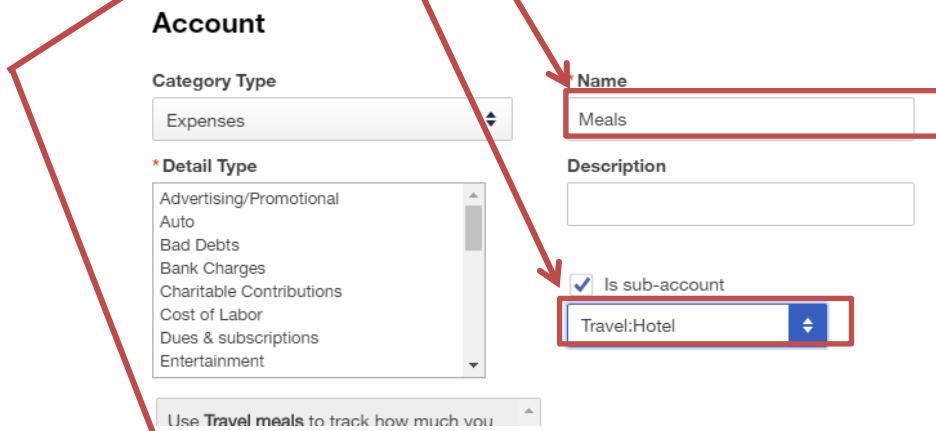 Account
Category Type
Expenses
* Detail Type
Advertising/Promotional
Auto
Bad Debts
Bank Charges
Charitable Contributions
Cost of Labor
Dues & subscriptions
Entertainment
Use Travel meals to track how much you
* Name
Meals
Description
Is sub-account
Travel:Hotel